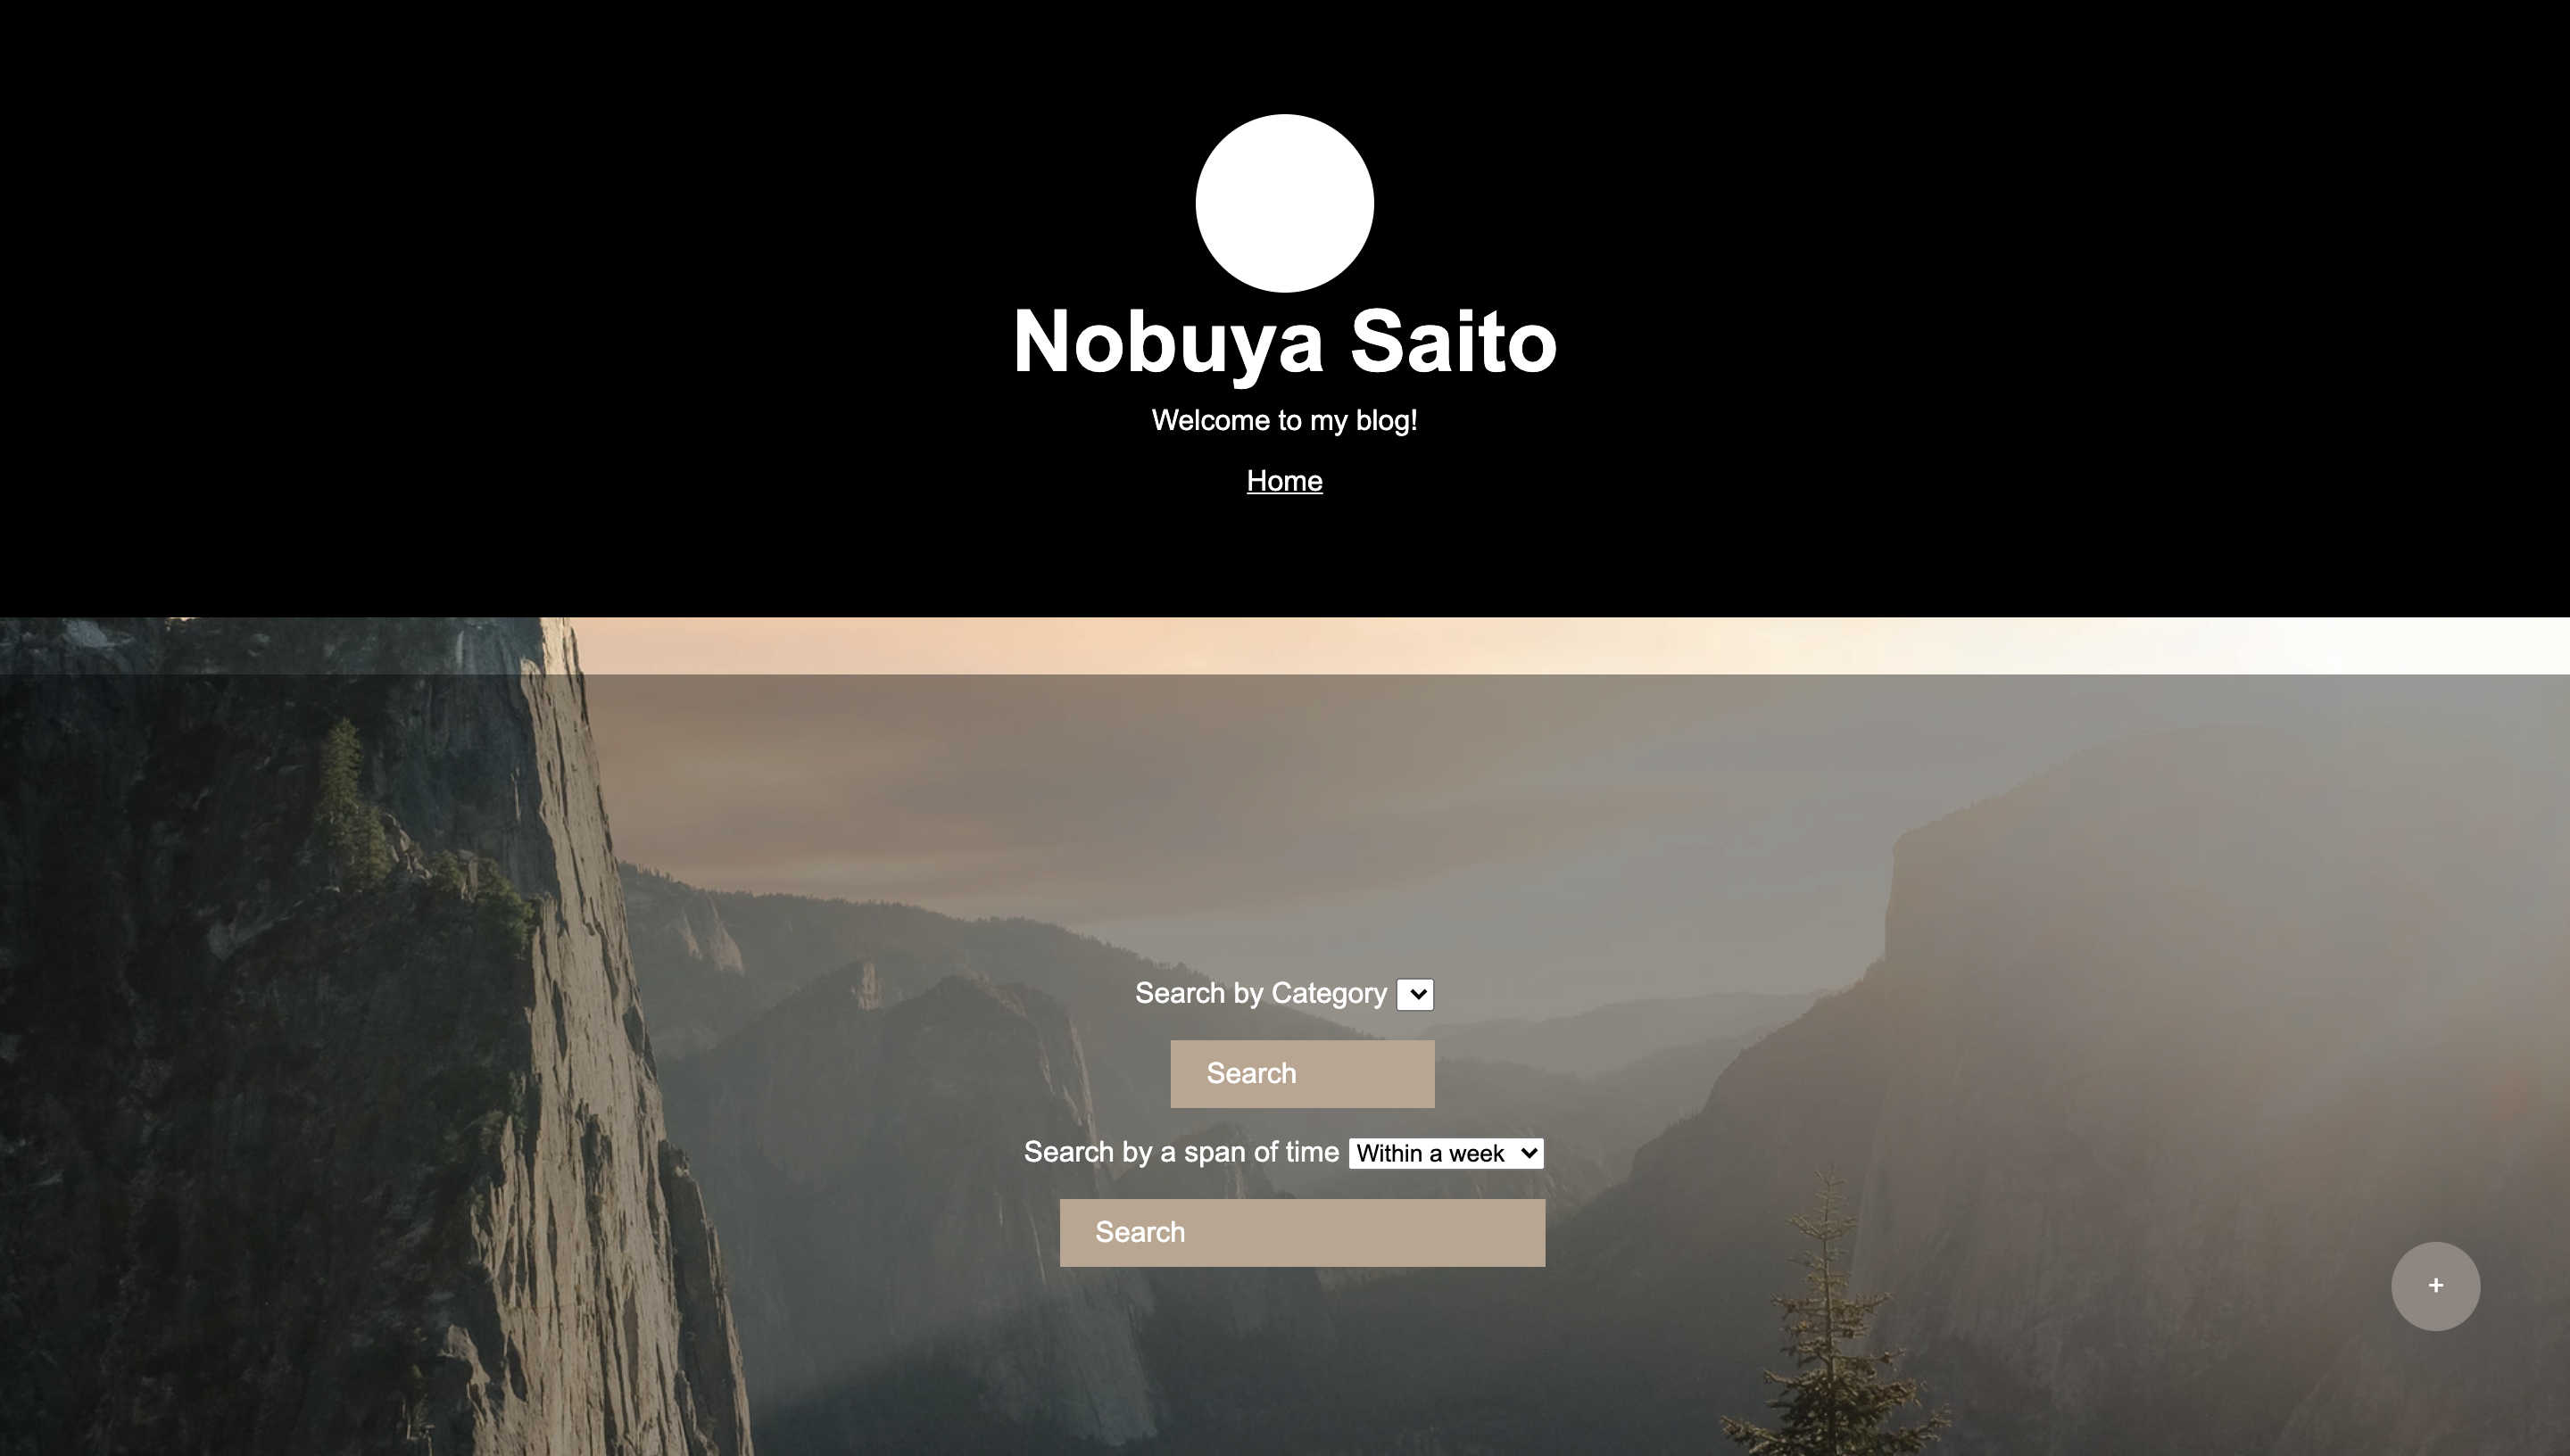 Nobuya Saito
Welcome to my blog!
Home
Search by Category
Search
Search by a span of time Within a week
Search
+